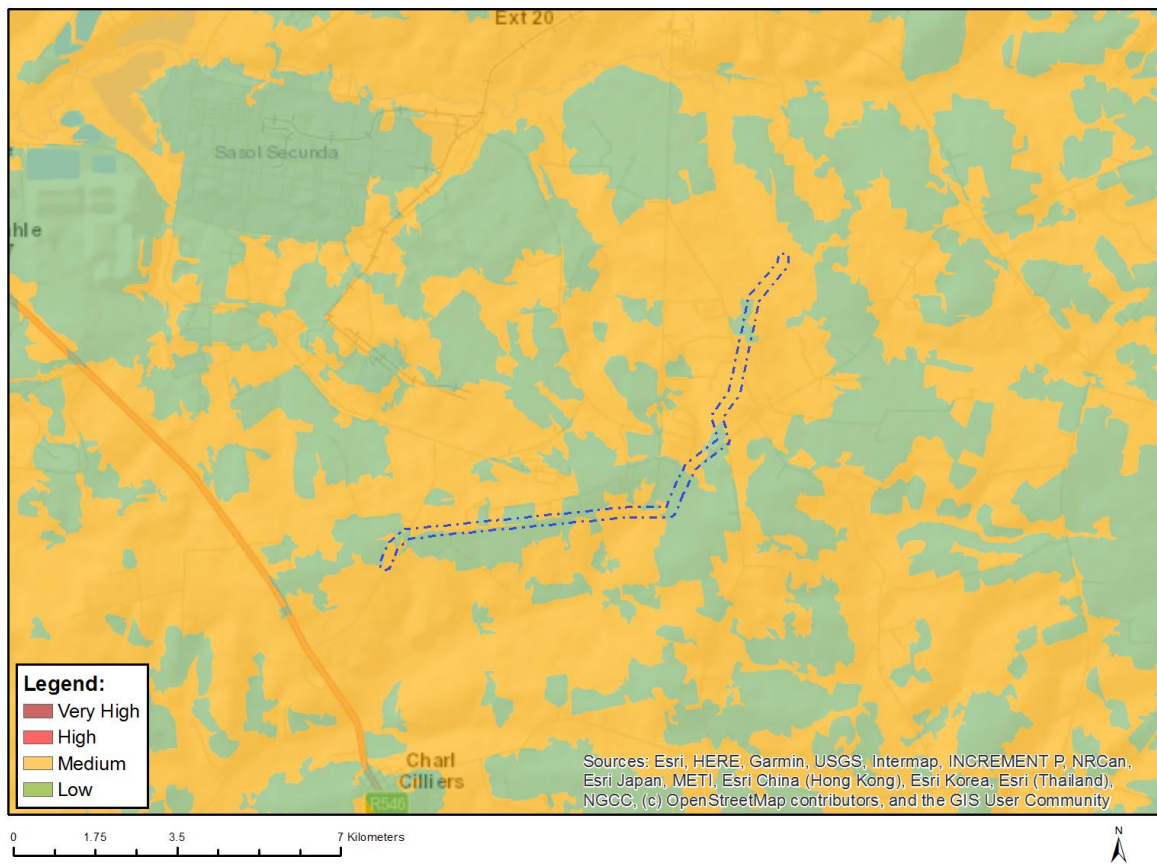 Ext 20
Sasol Secunda
hle
Charl
Cilliers
R546
Legend:
Very High
High
Medium
Low
Sources: Esri, HERE, Garmin, USGS, Intermap, INCREMENT P, NRCan,
Esri Japan, METI, Esri China (Hong Kong), Esri Korea, Esri (Thailand),
NGCC, (c) OpenStreetMap contributors, and the GIS User Community
0 1.75 3.5 7 Kilometers
N